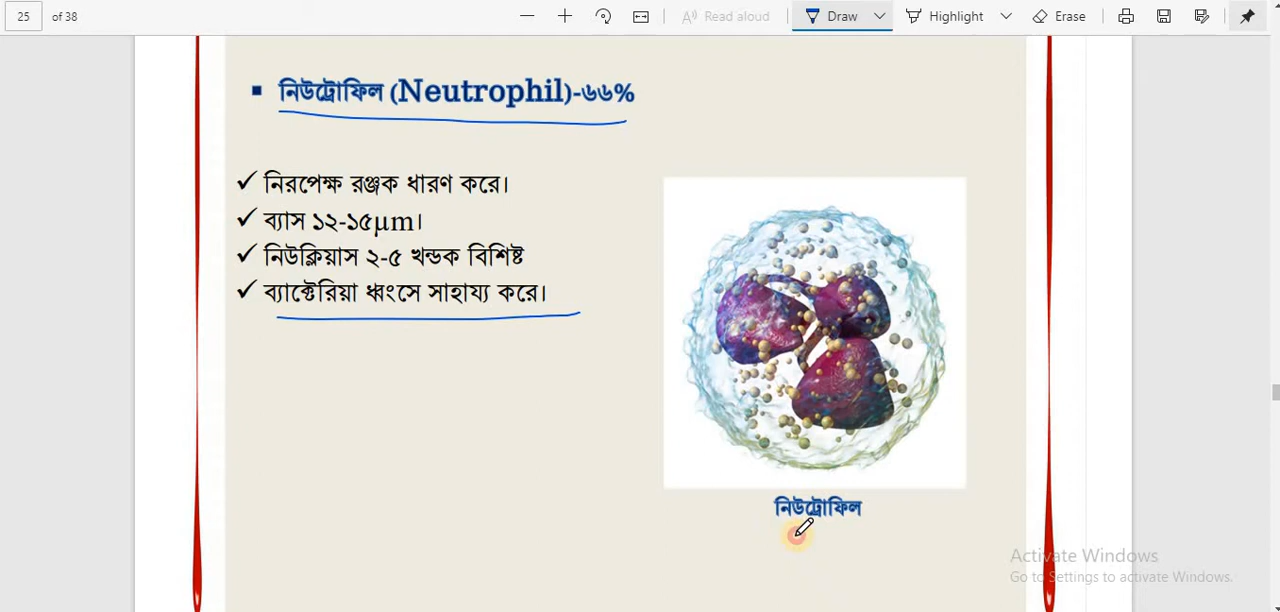 25 of 38 Read aloud Draw Highlight Erase
নিউট্রোফিল (Neutrophil)-৬৬%
নিরপেক্ষ রঞ্জক ধারণ করে।
ব্যাস ১২-১৫µm।
নিউক্লিয়াস ২-৫ খন্ডক বিশিষ্ট
ব্যাক্টেরিয়া ধ্বংসে সাহায্য করে।
নিউট্রোফিল
Activate Windows
Go to Settings to activate Windows.